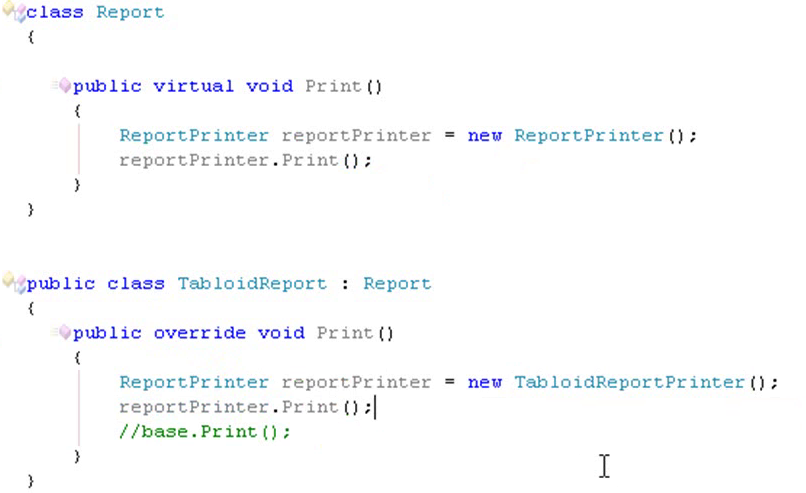 class Report
{
public virtual void Print()
{
ReportPrinter reportPrinter = new ReportPrinter();
reportPrinter.Print();
}
}
public class TabloidReport : Report
{
public override void Print()
{
ReportPrinter reportPrinter = new TabloidReportPrinter();
reportPrinter.Print();
//base.Print();
}
}